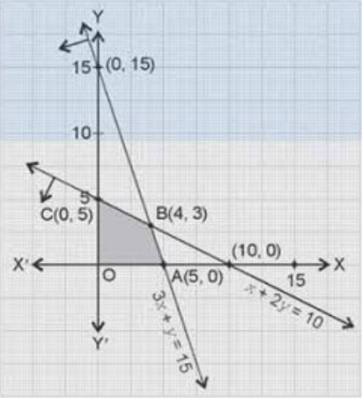 Y
15
(0, 15)
10
5
C(0, 5)
B(4, 3)
(10, 0)
X'
O
A(5, 0)
15
X
3x + y = 15
x + 2y = 10
Y'